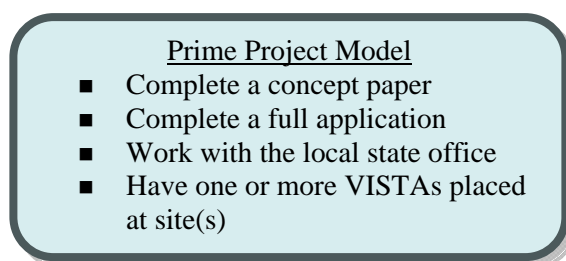 Prime Project Model
■ Complete a concept paper
■ Complete a full application
■ Work with the local state office
■ Have one or more VISTAs placed
at site(s)